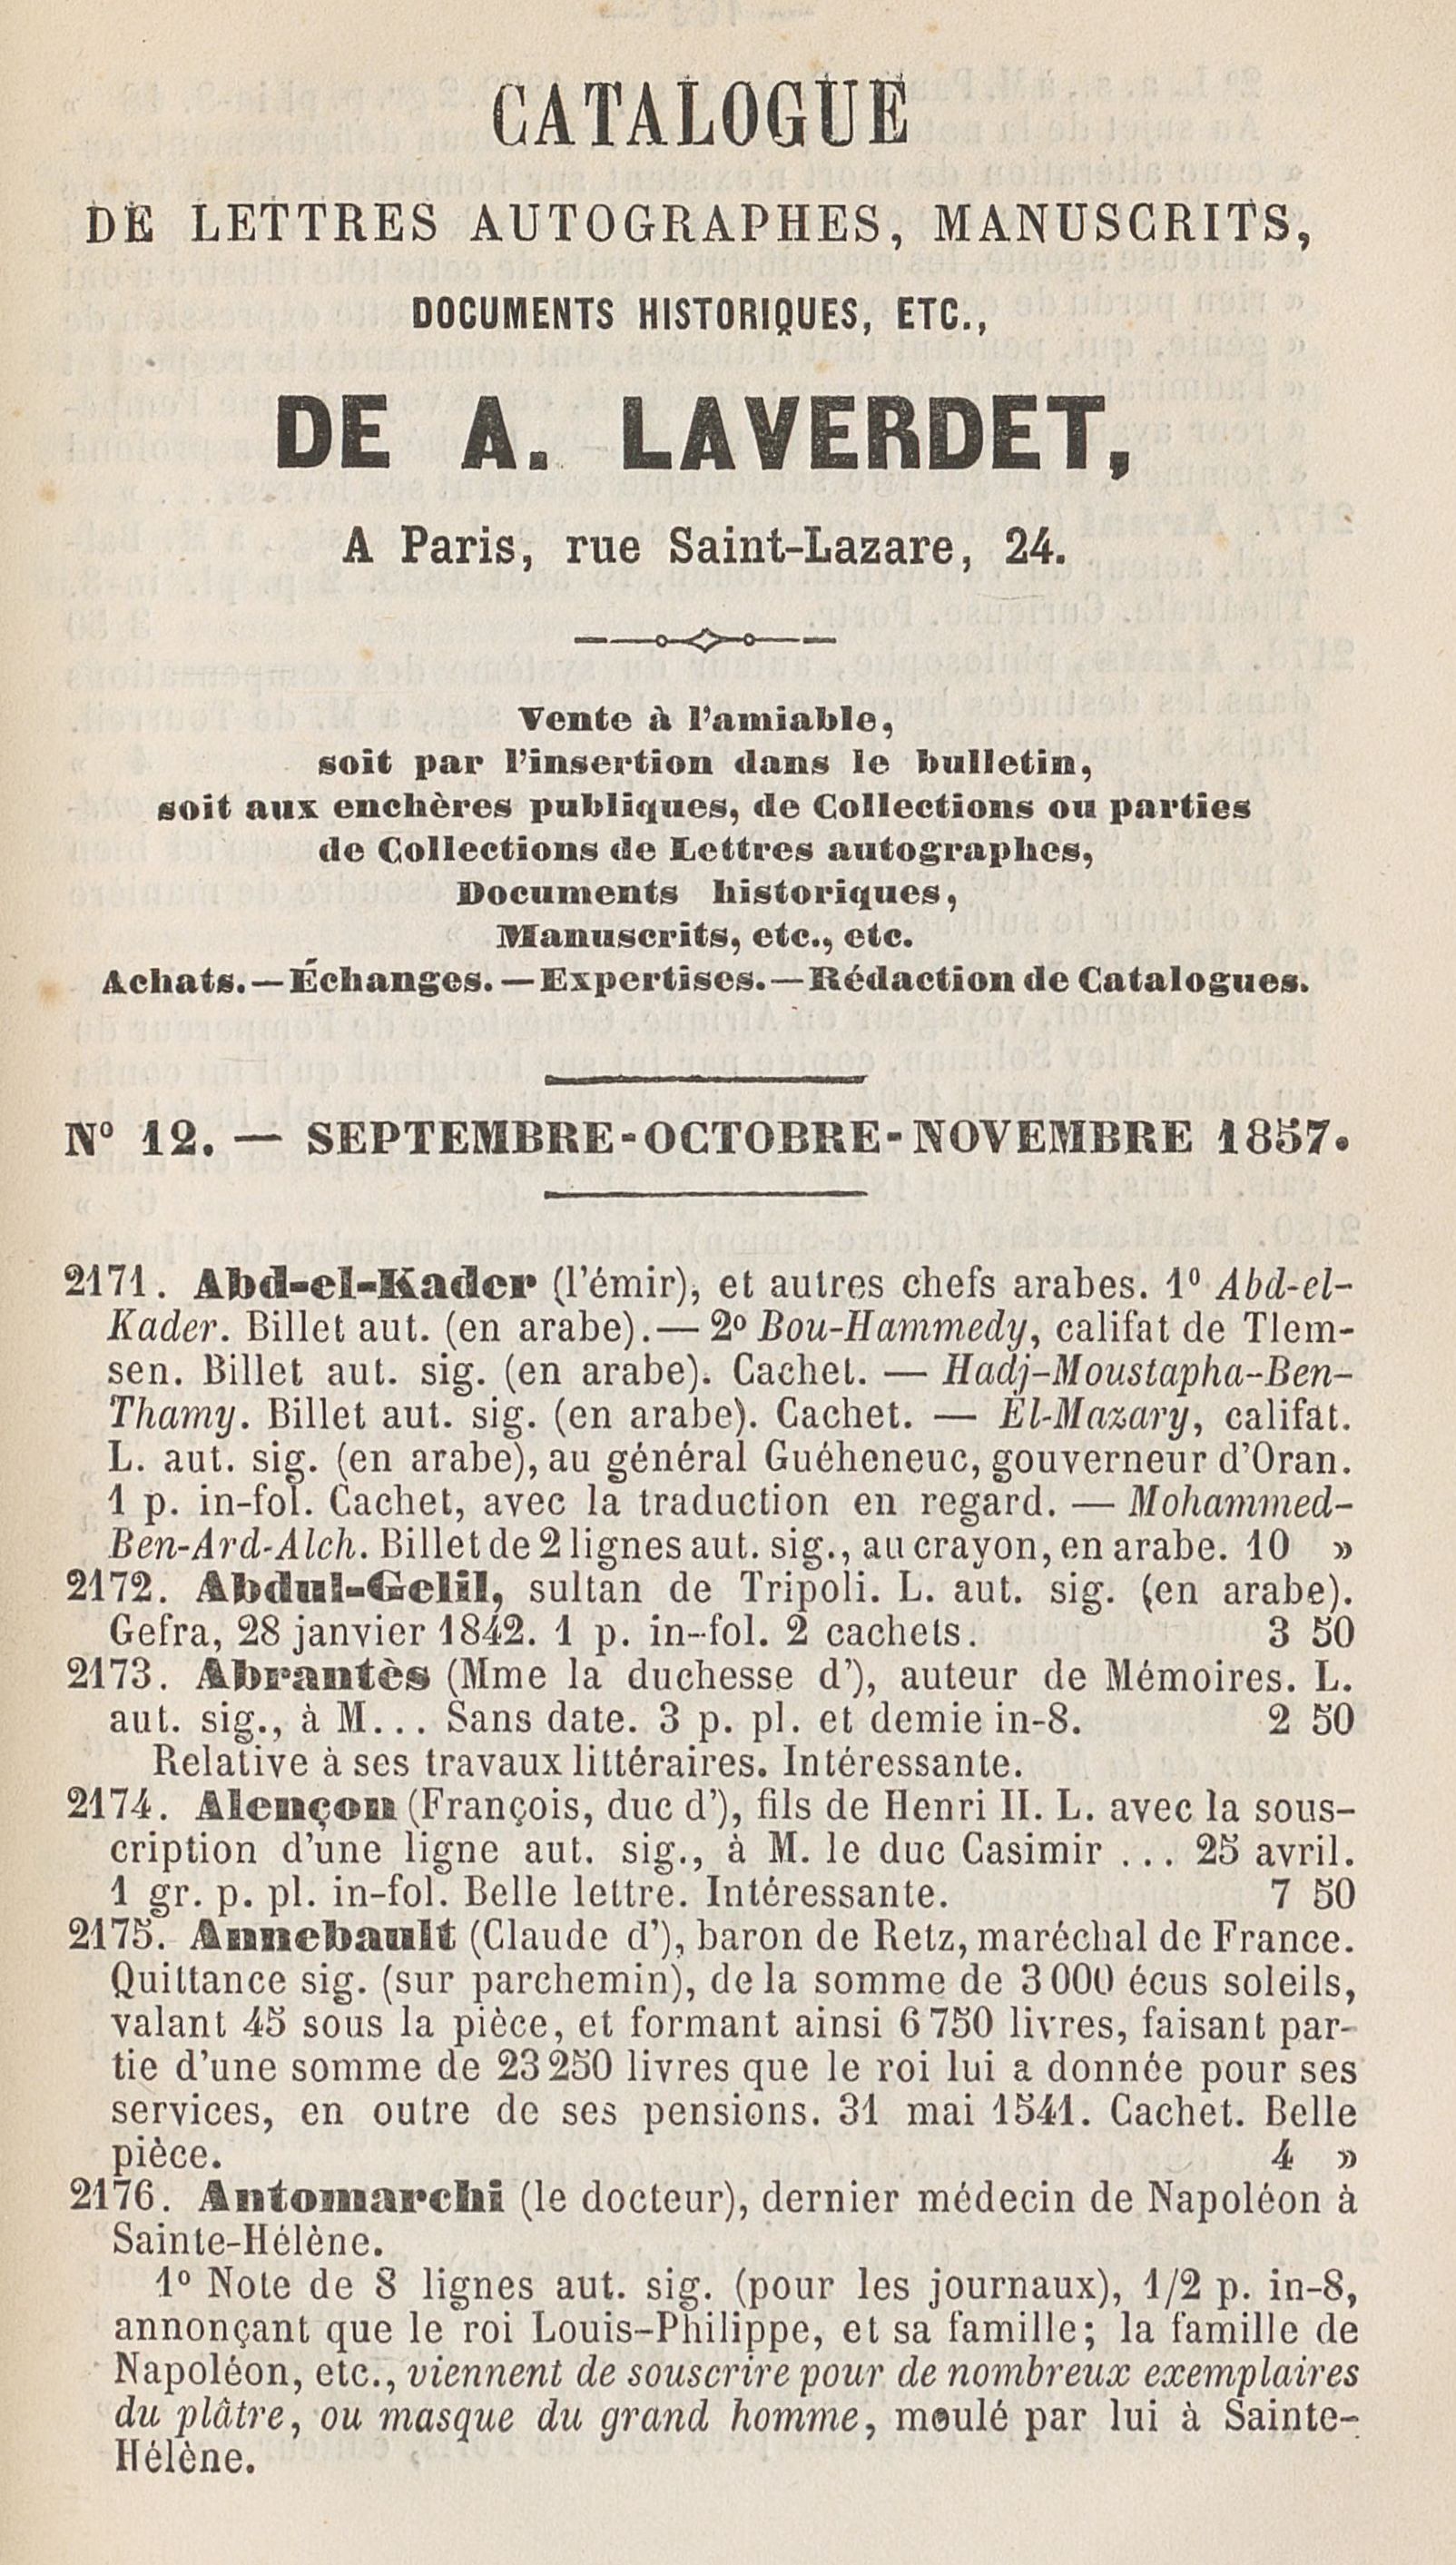 CATALOGUE
DE LETTRES AUTOGRAPHES, MANUSCRITS,
DOCUMENTS HISTORIQUES, ETC.,
DE A. LAVERDET,
A Paris, rue Saint-Lazare, 24.
Vente à l'amiable,
soit par l'insertion dans le bulletin,
soit aux enchères publiques, de Collections ou parties
de Collections de Lettres autographes,
Documents historiques,
Manuscrits, etc., etc.
Achats. — Échanges. — Expertises. — Rédaction de Catalogues.
N° 12. — SEPTEMBRE-OCTOBRE-NOVEMBRE 1857.
2171. Abd-el-Kader (l'émir), et autres chefs arabes. 1° Abd-el-
Kader. Billet aut. (en arabe). — 2° Bou-Hammedy, califat de Tlem-
sen. Billet aut. sig. (en arabe). Cachet. — Hadj-Moustapha-Ben-
Thamy. Billet aut. sig. (en arabe). Cachet. — El-Mazary, califat.
L. aut. sig. (en arabe), au général Guéheneuc, gouverneur d'Oran.
1 p. in-fol. Cachet, avec la traduction en regard. — Mohammed-
Ben-Ard-Alch. Billet de 2 lignes aut. sig., au crayon, en arabe. 10 »
2172. Abdul-Gelil, sultan de Tripoli. L. aut. sig. (en arabe).
Gefra, 28 janvier 1842. 1 p. in-fol. 2 cachets. 3 50
2173. Abrantès (Mme la duchesse d'), auteur de Mémoires. L.
aut. sig., à M... Sans date. 3 p. pl. et demie in-8. 2 50
Relative à ses travaux littéraires. Intéressante.
2174. Alençon (François, duc d'), fils de Henri II. L. avec la sous-
cription d'une ligne aut. sig., à M. le duc Casimir ... 25 avril.
1 gr. p. pl. in-fol. Belle lettre. Intéressante. 7 50
2175. Annebault (Claude d'), baron de Retz, maréchal de France.
Quittance sig. (sur parchemin), de la somme de 3 000 écus soleils,
valant 45 sous la pièce, et formant ainsi 6 750 livres, faisant par-
tie d'une somme de 23 250 livres que le roi lui a donnée pour ses
services, en outre de ses pensions. 31 mai 1541. Cachet. Belle
pièce. 4 »
2176. Antomarchi (le docteur), dernier médecin de Napoléon à
Sainte-Hélène.
1° Note de 8 lignes aut. sig. (pour les journaux), 1/2 p. in-8,
annonçant que le roi Louis-Philippe, et sa famille; la famille de
Napoléon, etc., viennent de souscrire pour de nombreux exemplaires
du plâtre, ou masque du grand homme, moulé par lui à Sainte-
Hélène.